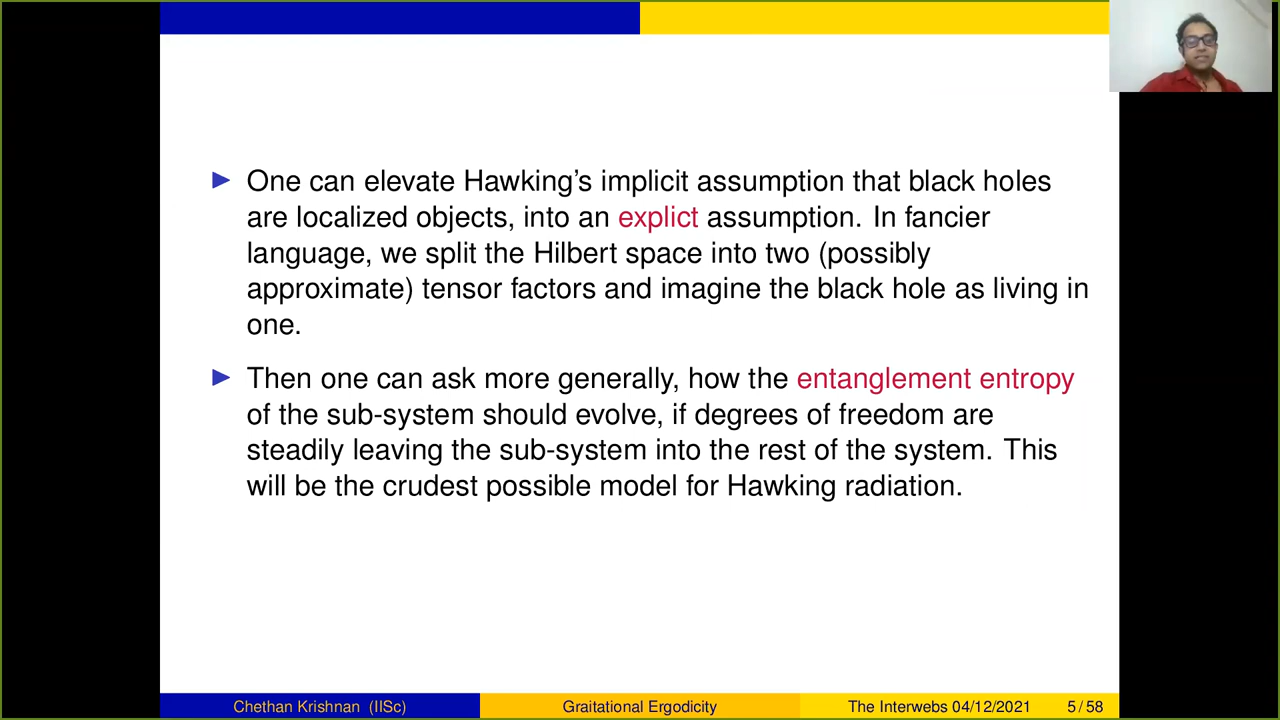 One can elevate Hawking's implicit assumption that black holes
are localized objects, into an explict assumption. In fancier
language, we split the Hilbert space into two (possibly
approximate) tensor factors and imagine the black hole as living in
one.
Then one can ask more generally, how the entanglement entropy
of the sub-system should evolve, if degrees of freedom are
steadily leaving the sub-system into the rest of the system. This
will be the crudest possible model for Hawking radiation.
Chethan Krishnan (IISc) Graitational Ergodicity The Interwebs 04/12/2021 5 / 58